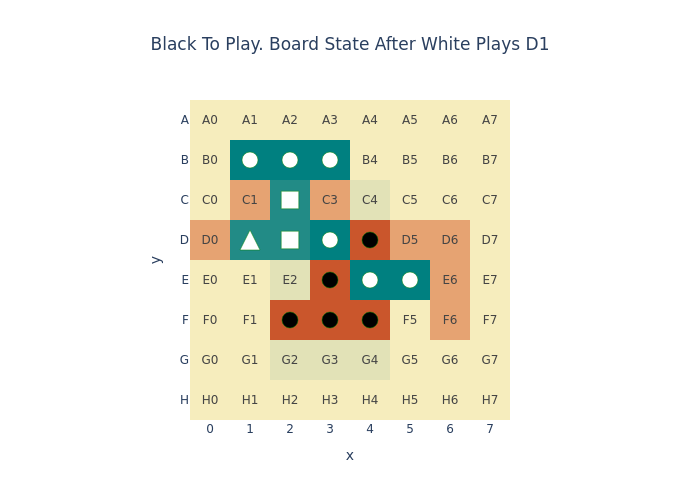 Black To Play. Board State After White Plays D1
A A0 A1 A2 A3 A4 A5 A6 A7
B B0 B4 B5 B6 B7
C C0 C1 C3 C4 C5 C6 C7
D D0 D5 D6 D7
y
E E0 E1 E2 E6 E7
F F0 F1 F5 F6 F7
G G0 G1 G2 G3 G4 G5 G6 G7
H H0 H1 H2 H3 H4 H5 H6 H7
0 1 2 3 4 5 6 7
x